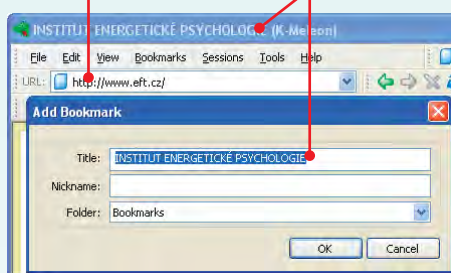 INSTITUT ENERGETICKÉ PSYCHOLOGIE (K-Meleon)
File Edit View Bookmarks Sessions Tools Help
URL: http://www.eft.cz/
Add Bookmark
Title: INSTITUT ENERGETICKÉ PSYCHOLOGIE
Nickname:
Folder: Bookmarks
OK Cancel